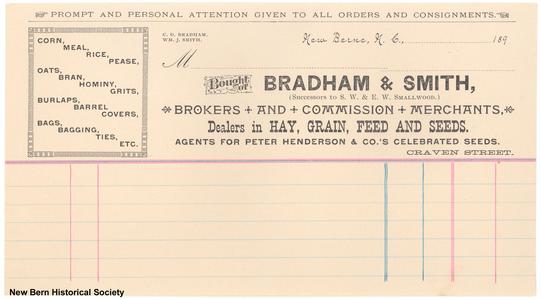 PROMPT AND PERSONAL ATTENTION GIVEN TO ALL ORDERS AND CONSIGNMENTS.
CORN,
MEAL,
RICE,
PEASE,
OATS,
BRAN,
HOMINY,
GRITS,
BURLAPS,
BARREL
COVERS,
BAGS,
BAGGING,
TIES,
ETC.
C. D. BRADHAM,
WM. J. SMITH.
New Berne, N. C., 189
M
Bought of BRADHAM & SMITH,
(Successors to S. W. & E. W. Smallwood.)
BROKERS + AND + COMMISSION + MERCHANTS,
Dealers in HAY, GRAIN, FEED AND SEEDS.
AGENTS FOR PETER HENDERSON & CO.'S CELEBRATED SEEDS.
CRAVEN STREET.
New Bern Historical Society